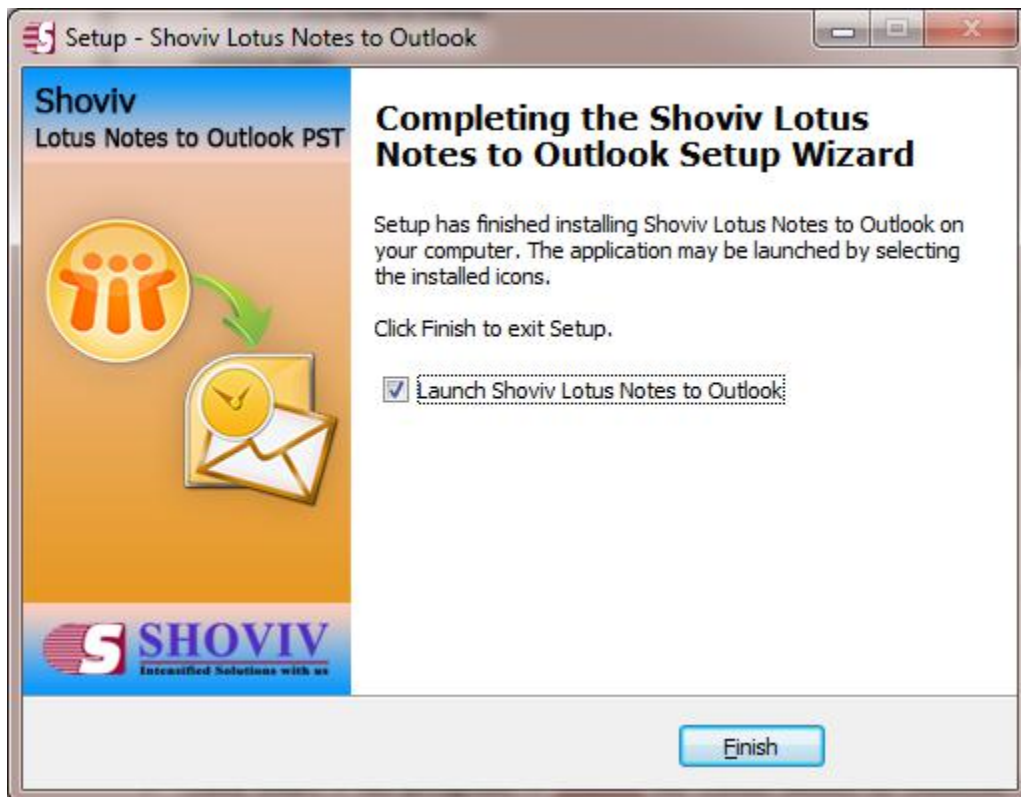 Setup - Shoviv Lotus Notes to Outlook
Shoviv
Lotus Notes to Outlook PST
Completing the Shoviv Lotus
Notes to Outlook Setup Wizard
Setup has finished installing Shoviv Lotus Notes to Outlook on
your computer. The application may be launched by selecting
the installed icons.
Click Finish to exit Setup.
Launch Shoviv Lotus Notes to Outlook
S SHOVIV
Intensified Solutions with us
Finish